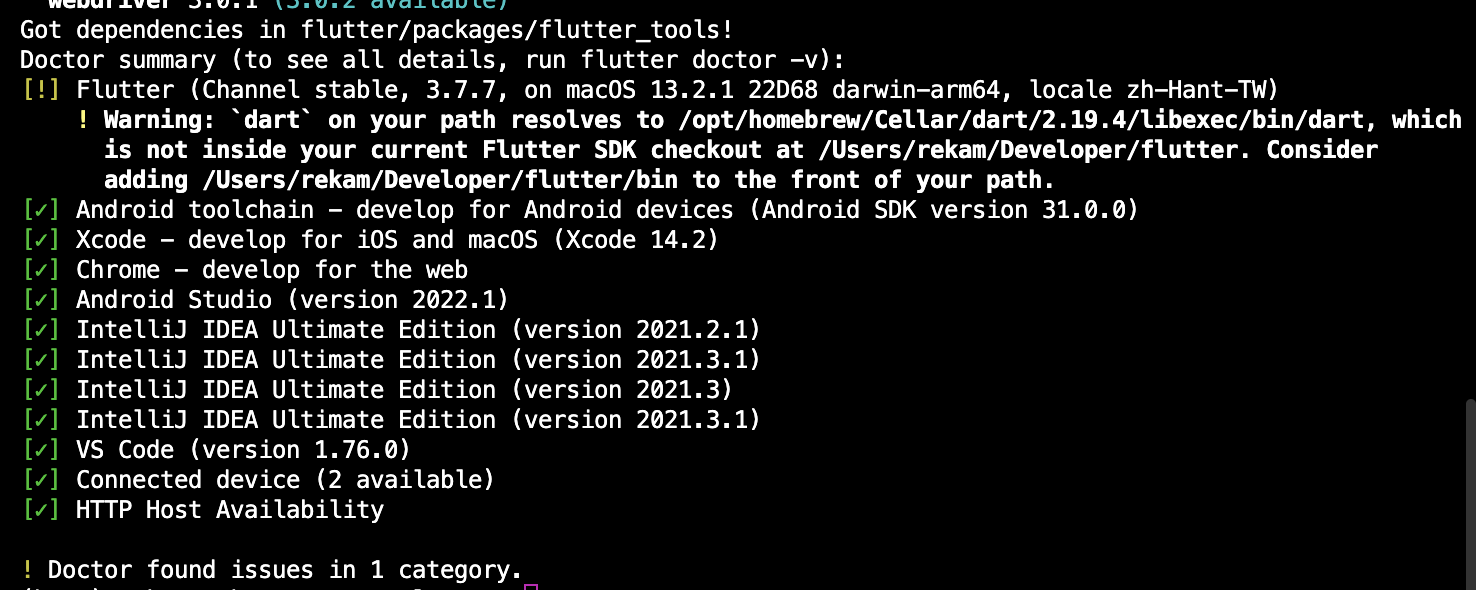 webdriver 3.0.1 (3.0.2 available)
Got dependencies in flutter/packages/flutter_tools!
Doctor summary (to see all details, run flutter doctor -v):
[!] Flutter (Channel stable, 3.7.7, on macOS 13.2.1 22D68 darwin-arm64, locale zh-Hant-TW)
! Warning: `dart` on your path resolves to /opt/homebrew/Cellar/dart/2.19.4/libexec/bin/dart, which
is not inside your current Flutter SDK checkout at /Users/rekam/Developer/flutter. Consider
adding /Users/rekam/Developer/flutter/bin to the front of your path.
[✓] Android toolchain - develop for Android devices (Android SDK version 31.0.0)
[✓] Xcode - develop for iOS and macOS (Xcode 14.2)
[✓] Chrome - develop for the web
[✓] Android Studio (version 2022.1)
[✓] IntelliJ IDEA Ultimate Edition (version 2021.2.1)
[✓] IntelliJ IDEA Ultimate Edition (version 2021.3.1)
[✓] IntelliJ IDEA Ultimate Edition (version 2021.3)
[✓] IntelliJ IDEA Ultimate Edition (version 2021.3.1)
[✓] VS Code (version 1.76.0)
[✓] Connected device (2 available)
[✓] HTTP Host Availability
! Doctor found issues in 1 category.